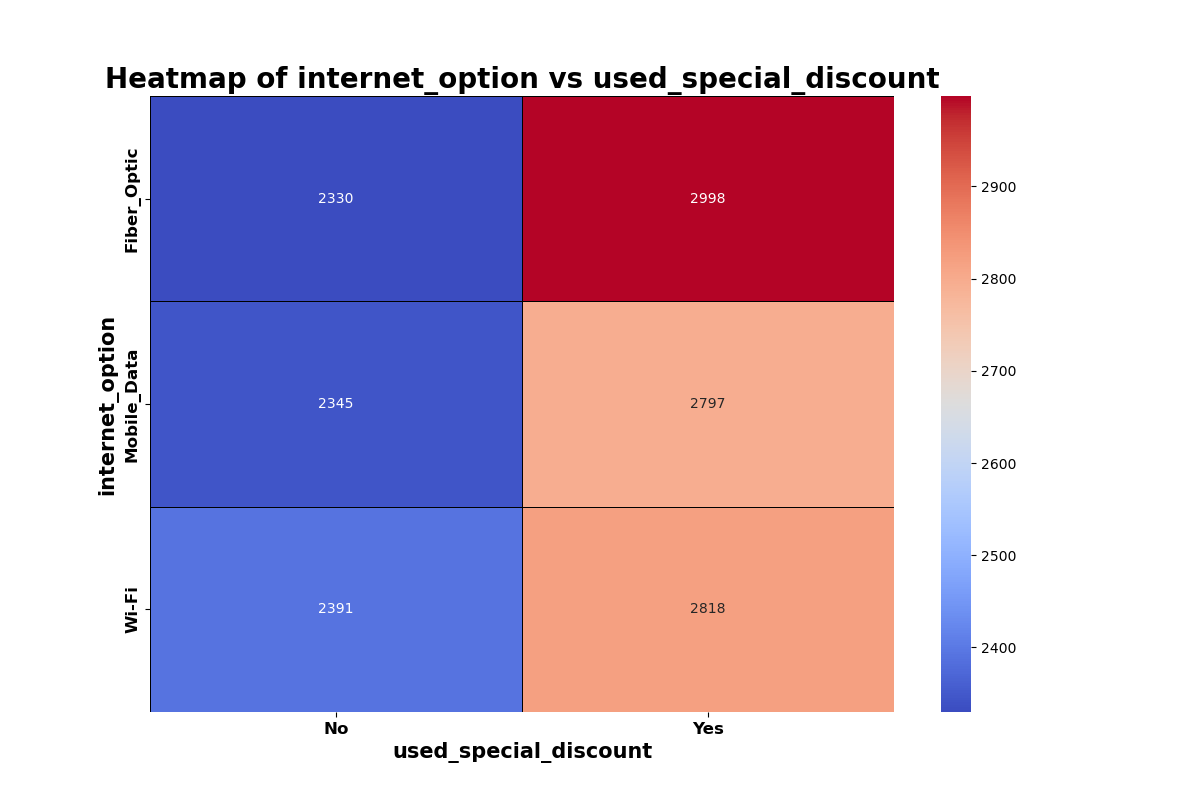 Heatmap of internet_option vs used_special_discount
internet_option
Fiber_Optic
2330
2998
Mobile_Data
2345
2797
Wi-Fi
2391
2818
No
Yes
used_special_discount
2900
2800
2700
2600
2500
2400